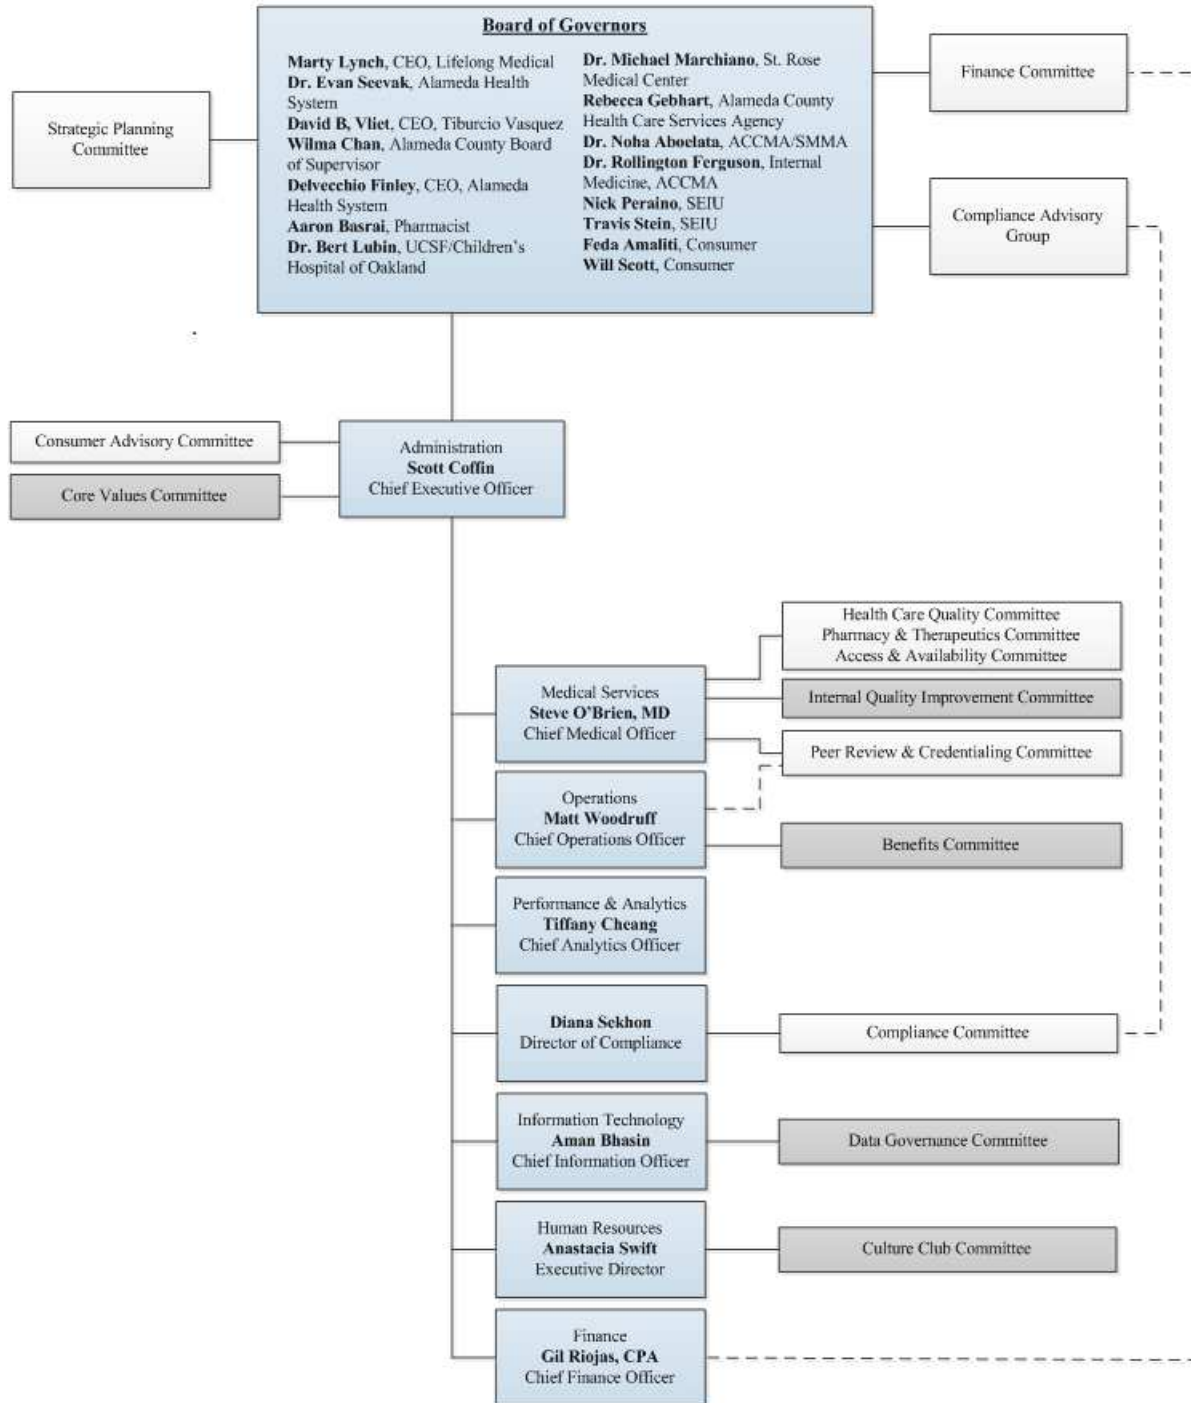 Board of Governors
Marty Lynch, CEO, Lifelong Medical
Dr. Evan Seevak, Alameda Health
System
David B, Vliet, CEO, Tiburcio Vasquez
Wilma Chan, Alameda County Board
of Supervisor
Delvecchio Finley, CEO, Alameda
Health System
Aaron Basrai, Pharmacist
Dr. Bert Lubin, UCSF/Children's
Hospital of Oakland
Dr. Michael Marchiano, St. Rose
Medical Center
Rebecca Gebhart, Alameda County
Health Care Services Agency
Dr. Noha Aboelata, ACCMA/SMMA
Dr. Rollington Ferguson, Internal
Medicine, ACCMA
Nick Peraino, SEIU
Travis Stein, SEIU
Feda Amaliti, Consumer
Will Scott, Consumer
Strategic Planning
Committee
Finance Committee
Compliance Advisory
Group
Consumer Advisory Committee
Core Values Committee
Administration
Scott Coffin
Chief Executive Officer
Health Care Quality Committee
Pharmacy & Therapeutics Committee
Access & Availability Committee
Medical Services
Steve O'Brien, MD
Chief Medical Officer
Internal Quality Improvement Committee
Peer Review & Credentialing Committee
Operations
Matt Woodruff
Chief Operations Officer
Benefits Committee
Performance & Analytics
Tiffany Cheang
Chief Analytics Officer
Diana Sekhon
Director of Compliance
Compliance Committee
Information Technology
Aman Bhasin
Chief Information Officer
Data Governance Committee
Human Resources
Anastacia Swift
Executive Director
Culture Club Committee
Finance
Gil Riojas, CPA
Chief Finance Officer